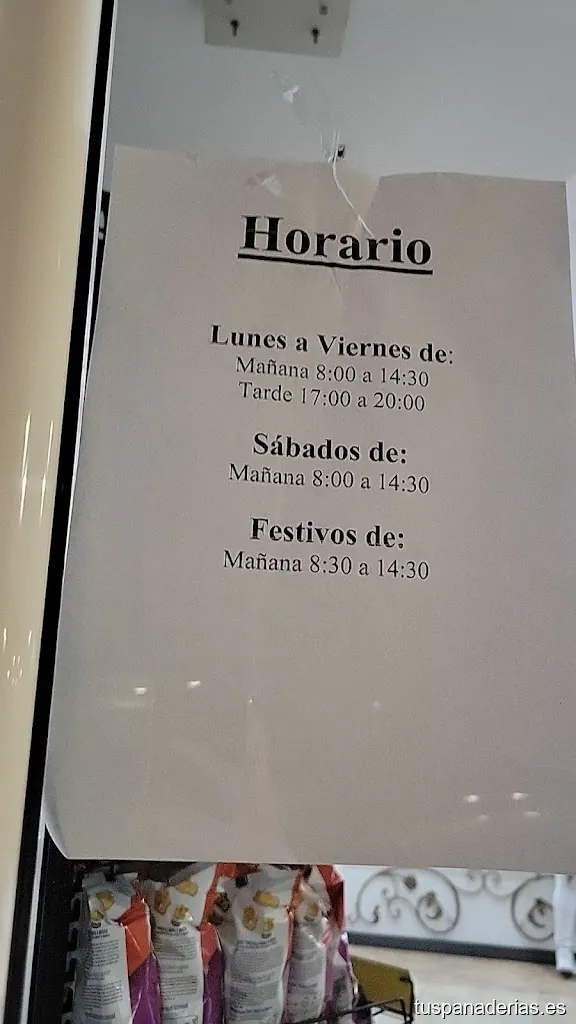 Horario
Lunes a Viernes de:
Mañana 8:00 a 14:30
Tarde 17:00 a 20:00
Sábados de:
Mañana 8:00 a 14:30
Festivos de:
Mañana 8:30 a 14:30
tuspanaderias.es